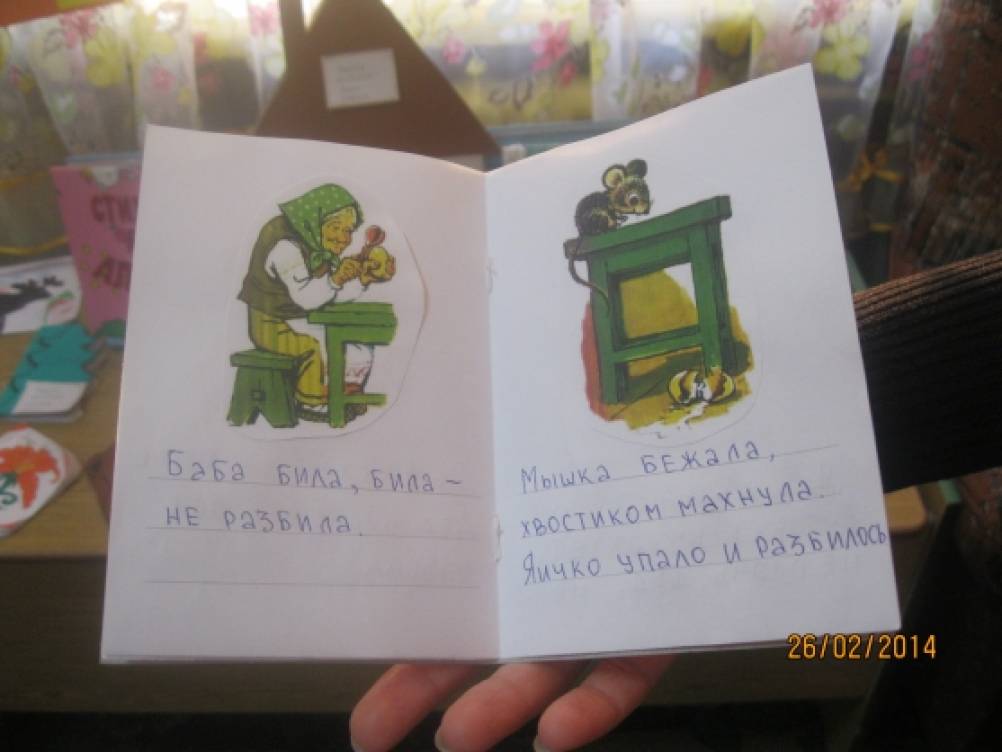 Баба била, била –
не разбила.
Мышка бежала,
хвостиком махнула.
Яичко упало и разбилось
26/02/2014